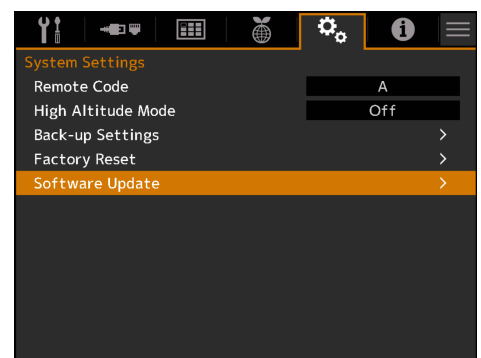 System Settings
Remote Code A
High Altitude Mode Off
Back-up Settings >
Factory Reset >
Software Update >